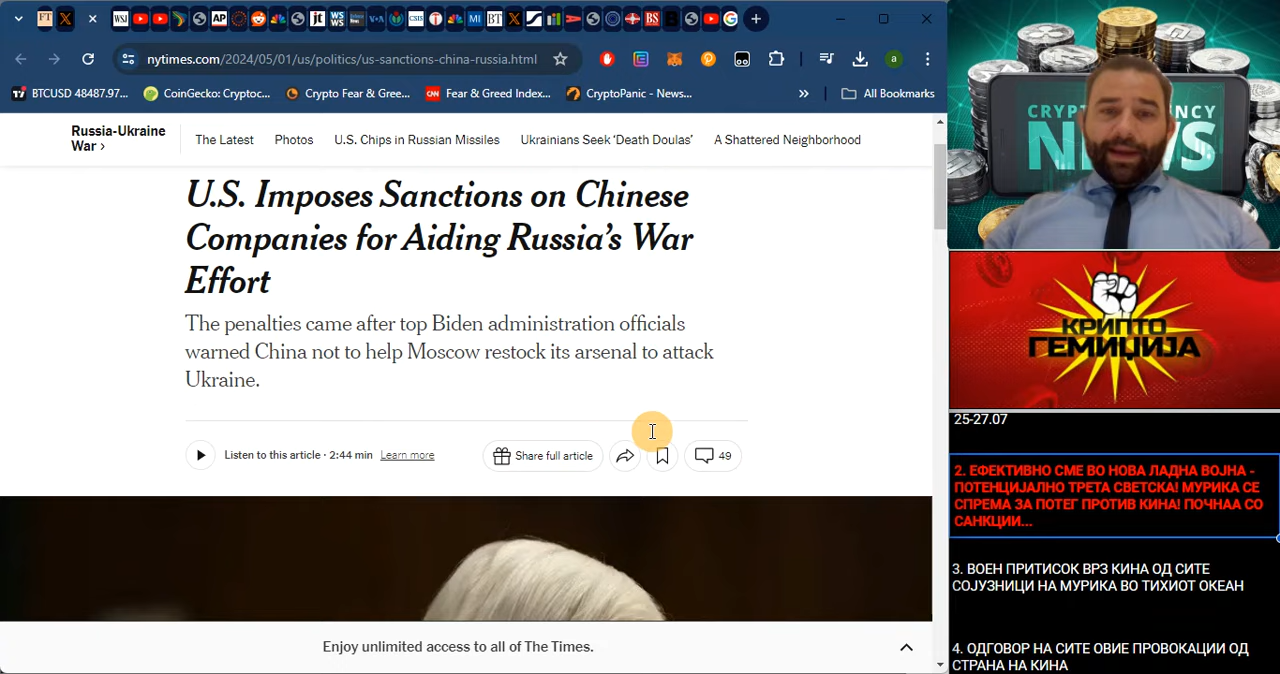 nytimes.com/2024/05/01/us/politics/us-sanctions-china-russia.html
BTCUSD 48487.97...
CoinGecko: Cryptoc...
Crypto Fear & Gree...
Fear & Greed Index...
CryptoPanic - News...
All Bookmarks
Russia-Ukraine
War
The Latest
Photos
U.S. Chips in Russian Missiles
Ukrainians Seek ‘Death Doulas’
A Shattered Neighborhood
U.S. Imposes Sanctions on Chinese
Companies for Aiding Russia’s War
Effort
The penalties came after top Biden administration officials
warned China not to help Moscow restock its arsenal to attack
Ukraine.
Listen to this article · 2:44 min Learn more
Share full article
49
Enjoy unlimited access to all of The Times.
КРИПТО
ГЕМИЏИЈА
25-27.07
2. ЕФЕКТИВНО СМЕ ВО НОВА ЛАДНА ВОЈНА -
ПОТЕНЦИЈАЛНО ТРЕТА СВЕТСКА! МУРИКА СЕ
СПРЕМА ЗА ПОТЕГ ПРОТИВ КИНА! ПОЧНАА СО
САНКЦИИ...
3. ВОЕН ПРИТИСОК ВРЗ КИНА ОД СИТЕ
СОЈУЗНИЦИ НА МУРИКА ВО ТИХИОТ ОКЕАН
4. ОДГОВОР НА СИТЕ ОВИЕ ПРОВОКАЦИИ ОД
СТРАНА НА КИНА